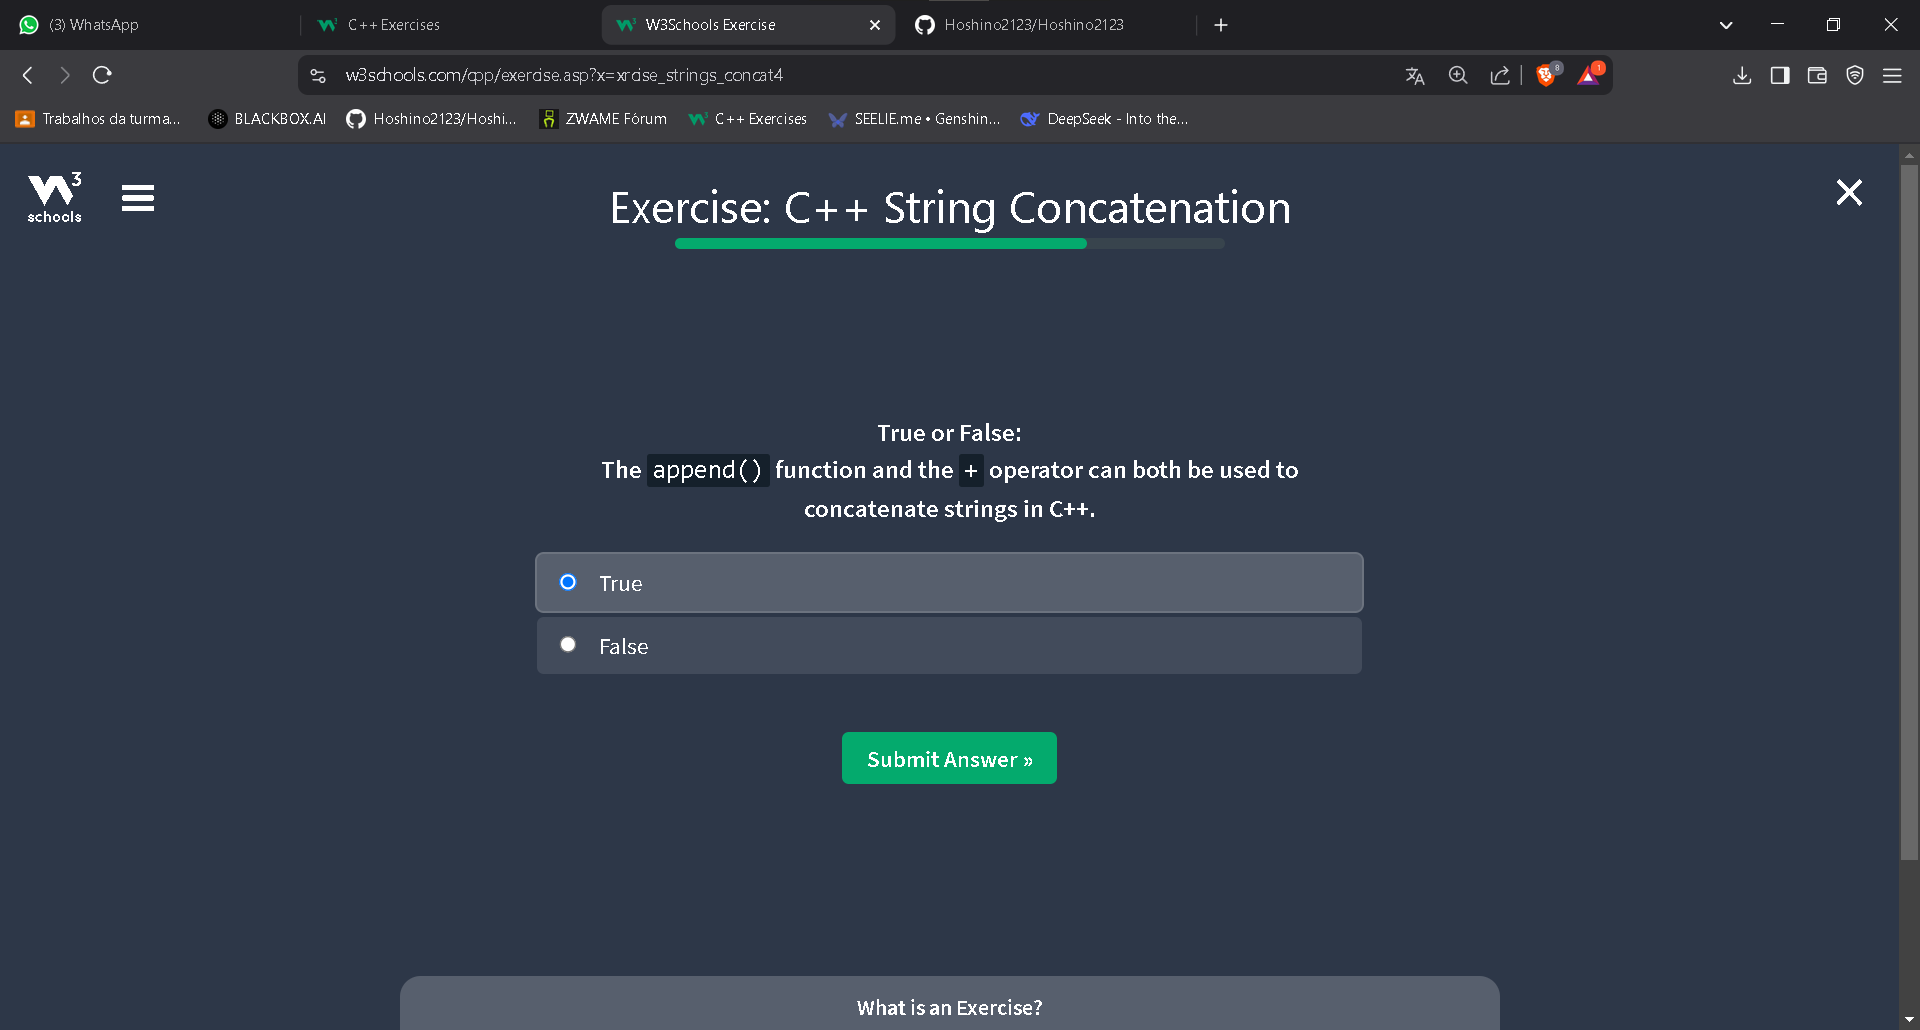 (3) WhatsApp
C++ Exercises
W3Schools Exercise
Hoshino2123/Hoshino2123
w3schools.com/cpp/exercise.asp?x=xrcise_strings_concat4
8
1
Trabalhos da turma...
BLACKBOX.AI
Hoshino2123/Hoshi...
ZWAME Fórum
C++ Exercises
SEELIE.me • Genshin...
DeepSeek - Into the...
W3
schools
Exercise: C++ String Concatenation
True or False:
The append() function and the + operator can both be used to
concatenate strings in C++.
True
False
Submit Answer »
What is an Exercise?